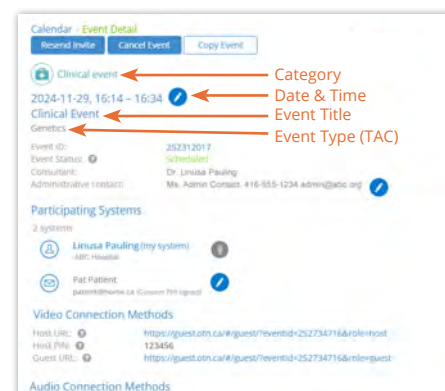 Calendar - Event Detail
Resend Invite Cancel Event Copy Event
Clinical event
Category
2024-11-29, 16:14 – 16:34
Date & Time
Clinical Event
Event Title
Genetics
Event Type (TAC)
Event ID: 252312017
Event Status: Scheduled
Consultant: Dr. Linusa Pauling
Administrative contact: Ms. Admin Contact, 416-555-1234 admin@abc.org
Participating Systems
2 systems
Linusa Pauling (my system)
ABC Hospital
Pat Patient
patient@home.ca
Video Connection Methods
Host URL: https://guest.otn.ca/#/guest/?eventid=252734716&role=host
Host PIN: 123456
Guest URL: https://guest.otn.ca/#/guest/?eventid=252734716&role=guest
Audio Connection Methods